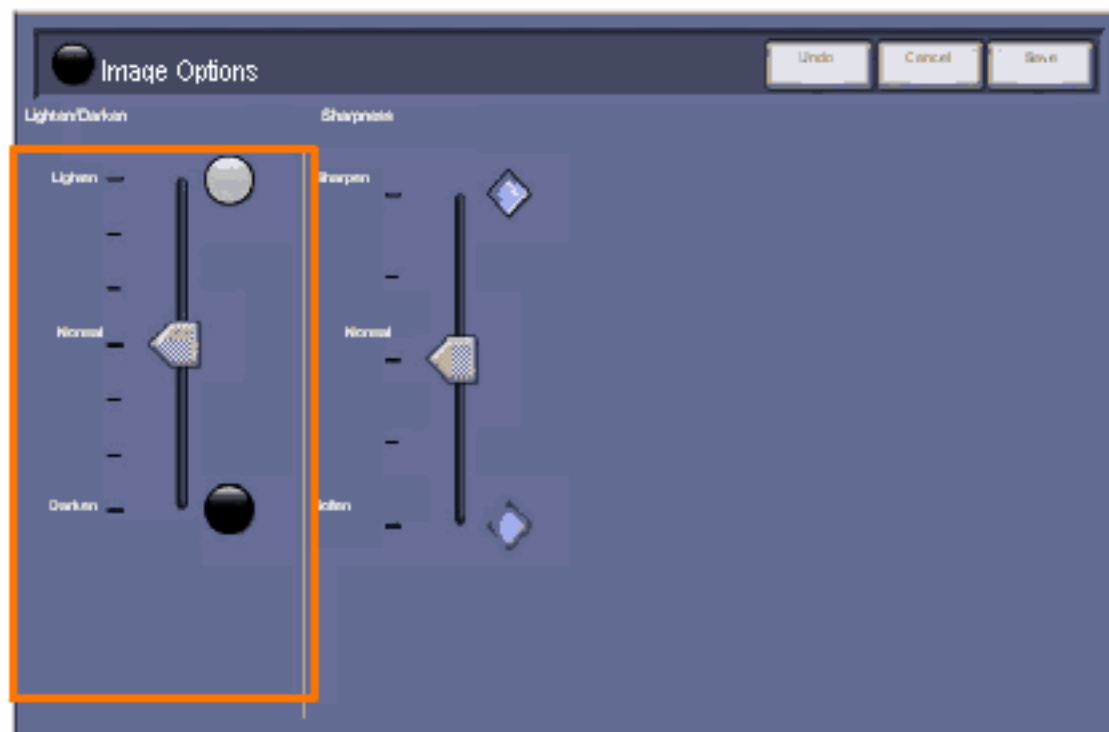 Image Options
Undo
Cancel
Save
Lighten/Darken
Sharpness
Lighten
Normal
Darken
Sharpen
Normal